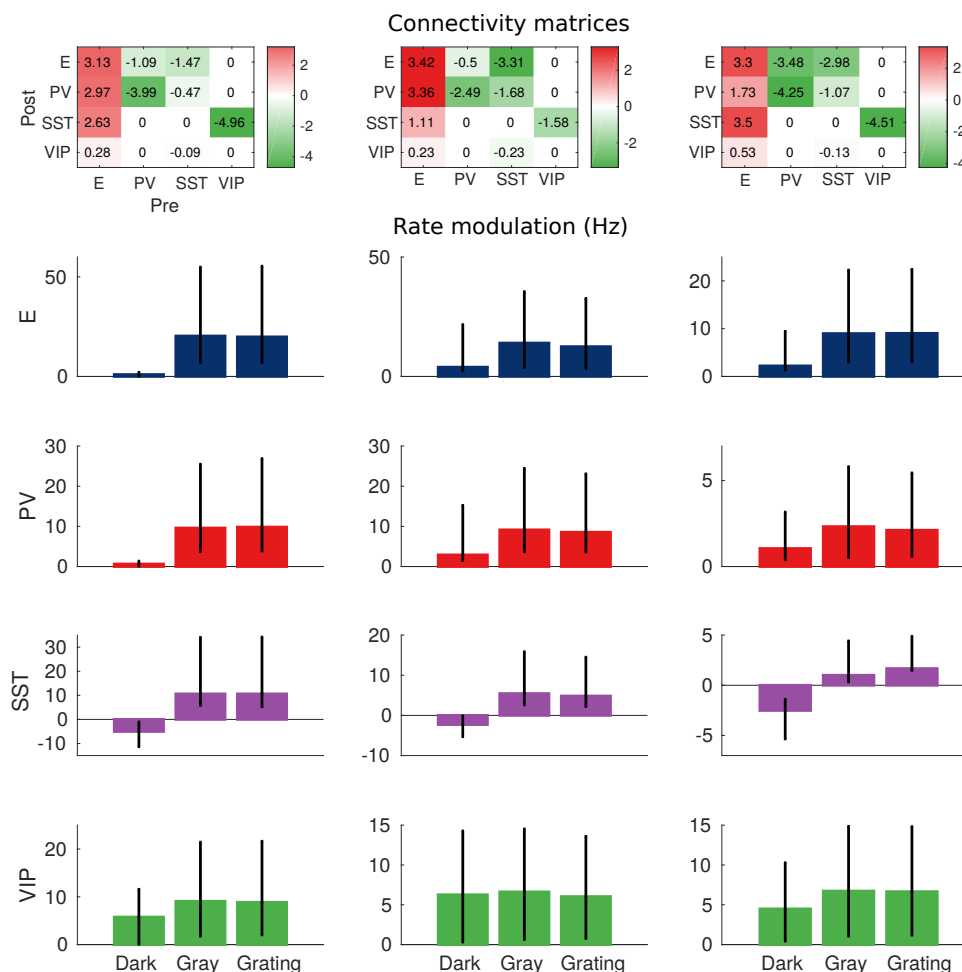 Connectivity matrices
E 3.13 -1.09 -1.47 0
PV 2.97 -3.99 -0.47 0
SST 2.63 0 0 -4.96
VIP 0.28 0 -0.09 0
E PV SST VIP
Post
Pre
2
0
-2
-4
E 3.42 -0.5 -3.31 0
PV 3.36 -2.49 -1.68 0
SST 1.11 0 0 -1.58
VIP 0.23 0 -0.23 0
E PV SST VIP
2
0
-2
E 3.3 -3.48 -2.98 0
PV 1.73 -4.25 -1.07 0
SST 3.5 0 0 -4.51
VIP 0.53 0 -0.13 0
E PV SST VIP
2
0
-2
-4
Rate modulation (Hz)
E
50
0
50
0
20
10
0
PV
30
20
10
0
30
20
10
0
5
0
SST
30
20
10
0
-10
20
10
0
-10
5
0
-5
VIP
20
10
0
15
10
5
0
15
10
5
0
Dark Gray Grating
Dark Gray Grating
Dark Gray Grating